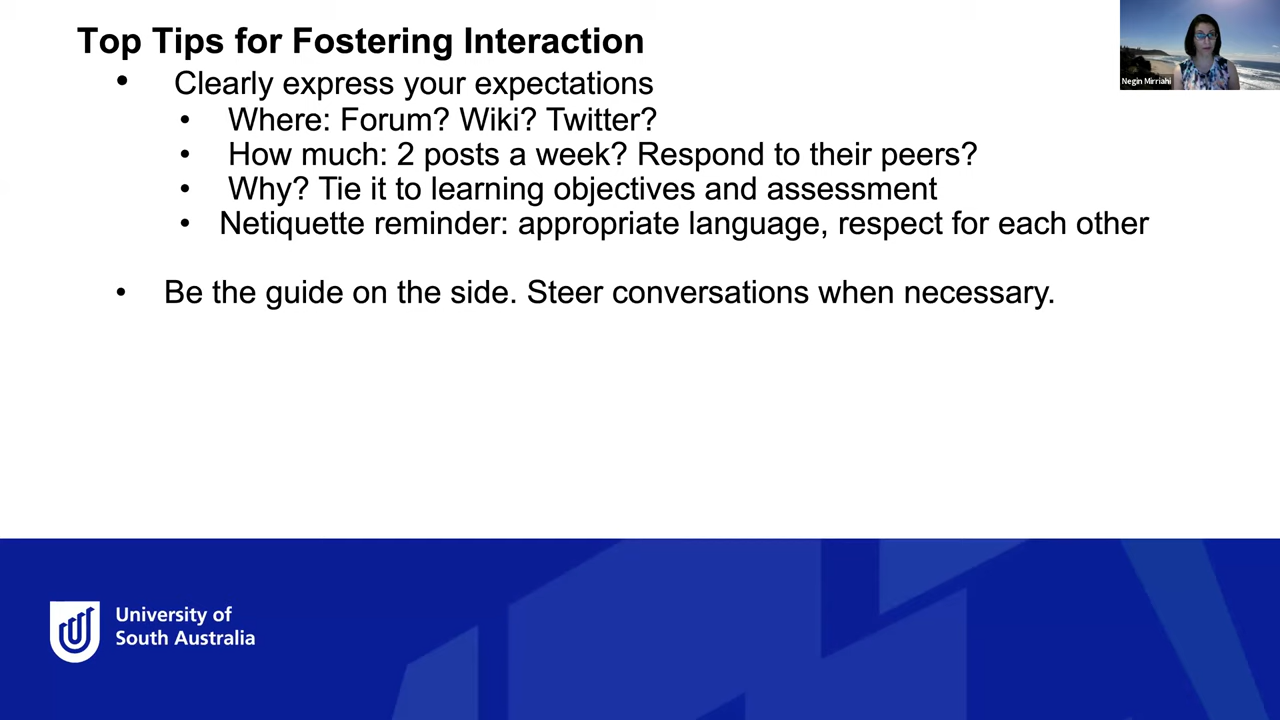 Top Tips for Fostering Interaction
• Clearly express your expectations
• Where: Forum? Wiki? Twitter?
• How much: 2 posts a week? Respond to their peers?
• Why? Tie it to learning objectives and assessment
• Netiquette reminder: appropriate language, respect for each other
• Be the guide on the side. Steer conversations when necessary.
Negin Mirriahi
University of
South Australia